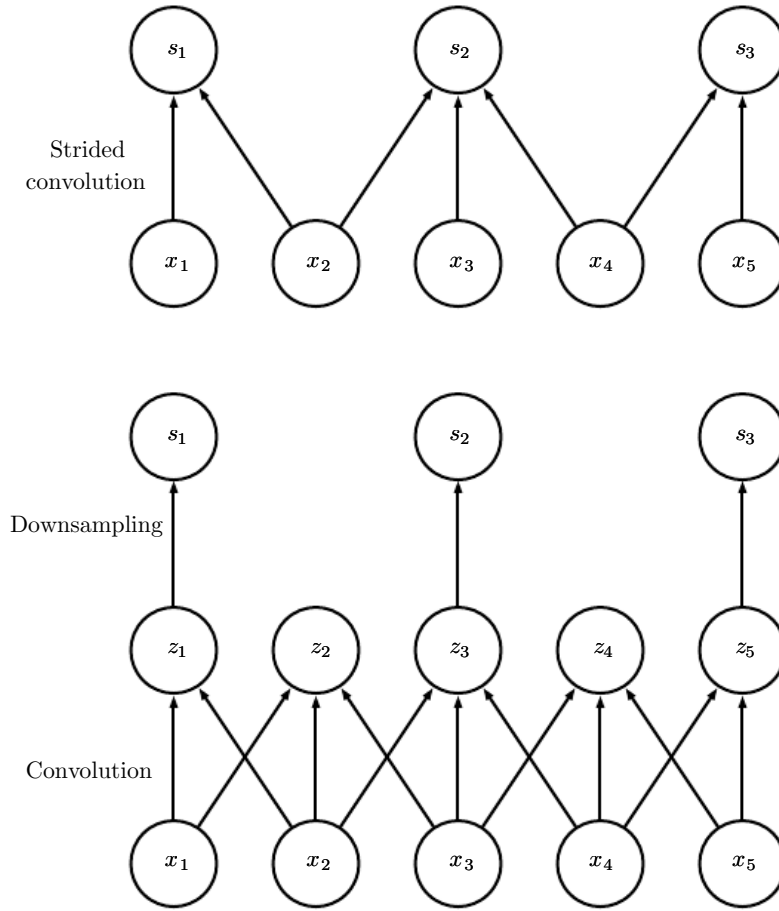 s₁ s₂ s₃
Strided
convolution
x₁ x₂ x₃ x₄ x₅
s₁ s₂ s₃
Downsampling
z₁ z₂ z₃ z₄ z₅
Convolution
x₁ x₂ x₃ x₄ x₅